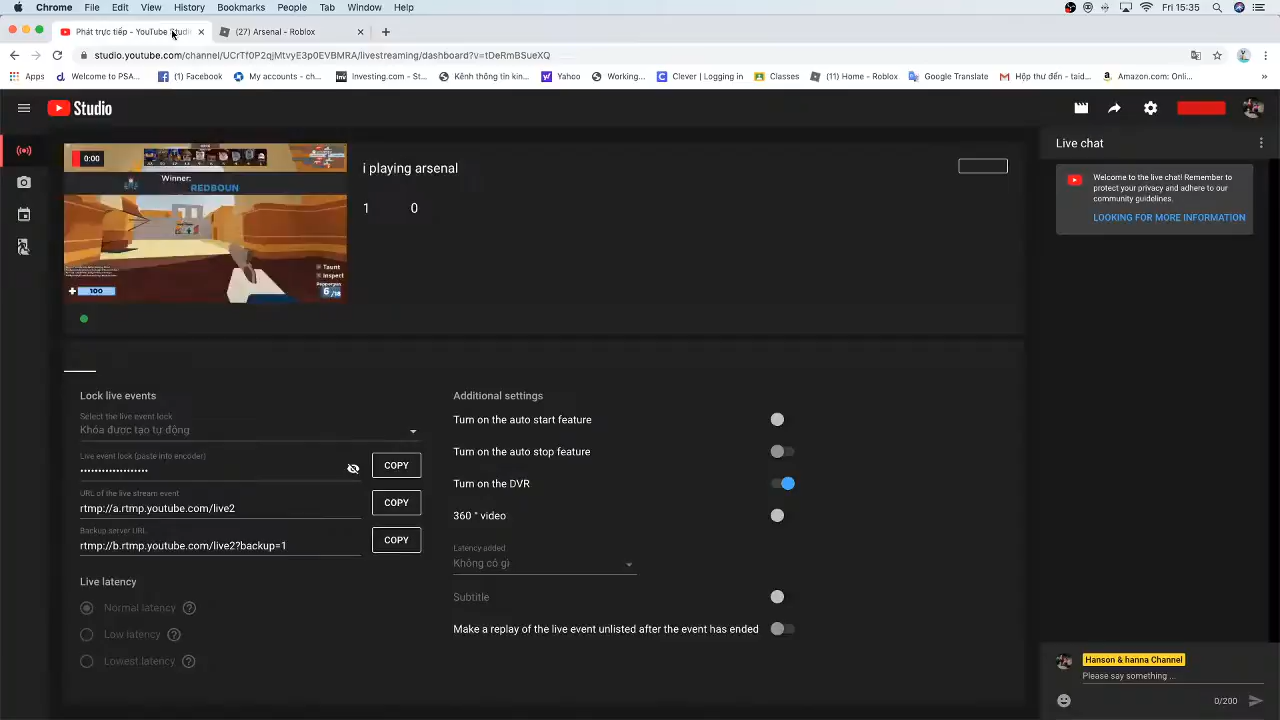 Chrome File Edit View History Bookmarks People Tab Window Help Fri 15:35
Phát trực tiếp - YouTube Studi
(27) Arsenal - Roblox
studio.youtube.com/channel/UCrTf0P2qjMtvyE3p0EVBMRA/livestreaming/dashboard?v=tDeRmBSueXQ
Apps Welcome to PSA... (1) Facebook My accounts - ch... Investing.com - St... Kênh thông tin kin... Yahoo Working... Clever | Logging in Classes (11) Home - Roblox Google Translate Hộp thư đến - taid... Amazon.com: Onli... »
Studio
0:00
Winner:
REDBOUN
Taunt
Inspect
100
6
i playing arsenal
1 0
Lock live events
Select the live event lock
Khóa được tạo tự động
Live event lock (paste into encoder)
••••••••••••••••••• COPY
URL of the live stream event
rtmp://a.rtmp.youtube.com/live2 COPY
Backup server URL
rtmp://b.rtmp.youtube.com/live2?backup=1 COPY
Live latency
Normal latency
Low latency
Lowest latency
Additional settings
Turn on the auto start feature
Turn on the auto stop feature
Turn on the DVR
360 ° video
Latency added
Không có gì
Subtitle
Make a replay of the live event unlisted after the event has ended
Live chat
Welcome to the live chat! Remember to
protect your privacy and adhere to our
community guidelines.
LOOKING FOR MORE INFORMATION
Hanson & hanna Channel
Please say something ...
0/200